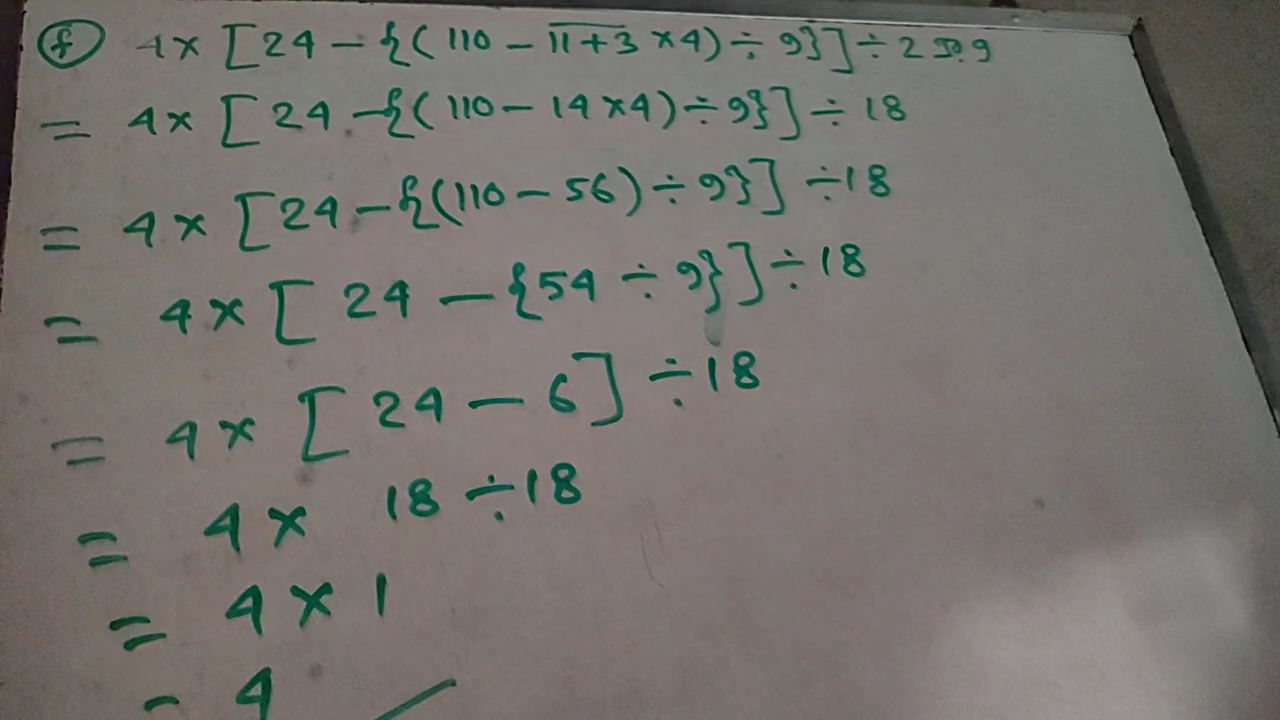 (f) 4 × [24 – {(110 – 11+3 × 4) ÷ 9}] ÷ 2 9
= 4 × [24 – {(110 – 14 × 4) ÷ 9}] ÷ 18
= 4 × [24 – {(110 – 56) ÷ 9}] ÷ 18
= 4 × [24 – {54 ÷ 9}] ÷ 18
= 4 × [24 – 6] ÷ 18
= 4 × 18 ÷ 18
= 4 × 1
= 4